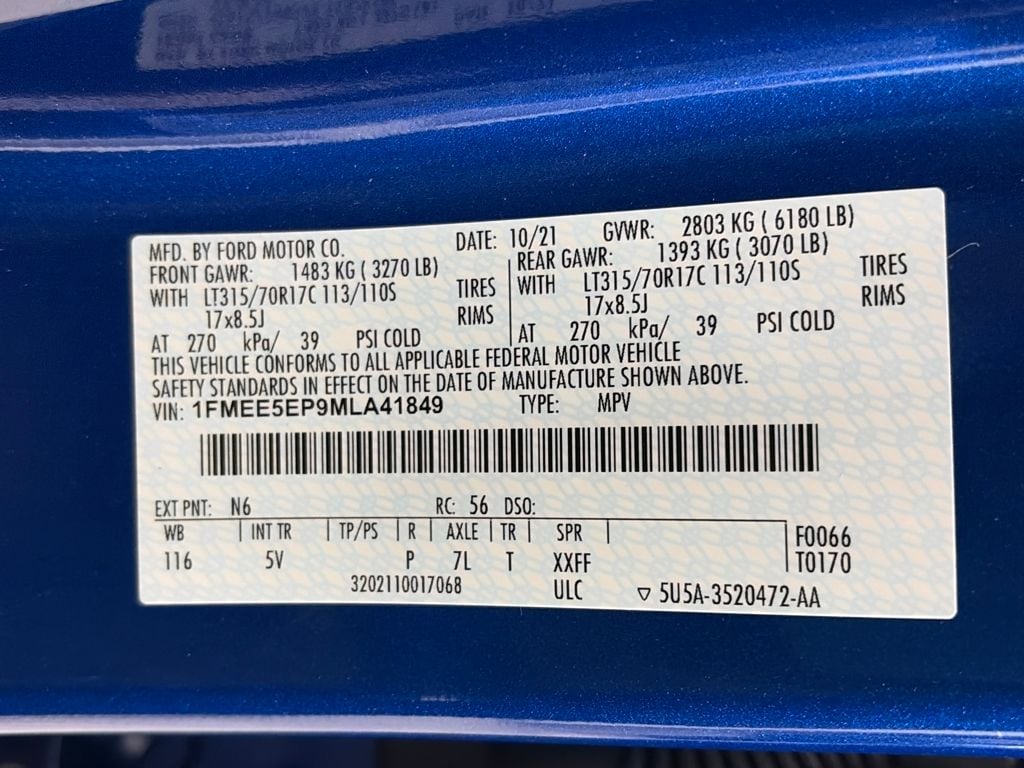 MFD. BY FORD MOTOR CO. DATE: 10/21 GVWR: 2803 KG ( 6180 LB)
FRONT GAWR: 1483 KG ( 3270 LB) REAR GAWR: 1393 KG ( 3070 LB)
WITH LT315/70R17C 113/110S TIRES WITH LT315/70R17C 113/110S TIRES
17x8.5J RIMS 17x8.5J RIMS
AT 270 kPa/ 39 PSI COLD AT 270 kPa/ 39 PSI COLD
THIS VEHICLE CONFORMS TO ALL APPLICABLE FEDERAL MOTOR VEHICLE
SAFETY STANDARDS IN EFFECT ON THE DATE OF MANUFACTURE SHOWN ABOVE.
VIN: 1FMEE5EP9MLA41849 TYPE: MPV
EXT PNT: N6 RC: 56 DSO:
WB | INT TR | TP/PS | R | AXLE | TR | SPR | F0066
116 5V P 7L T XXFF T0170
3202110017068 ULC ▽ 5U5A-3520472-AA